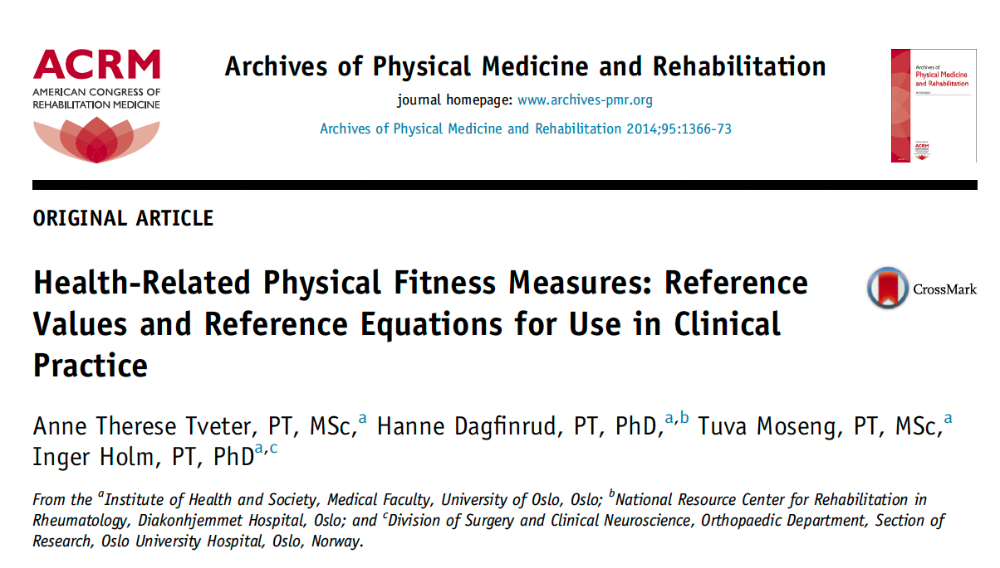 ACRM
AMERICAN CONGRESS OF
REHABILITATION MEDICINE
Archives of Physical Medicine and Rehabilitation
journal homepage: www.archives-pmr.org
Archives of Physical Medicine and Rehabilitation 2014;95:1366-73
Archives of
Physical Medicine
and Rehabilitation
ACRM
ORIGINAL ARTICLE
Health-Related Physical Fitness Measures: Reference
Values and Reference Equations for Use in Clinical
Practice
CrossMark
Anne Therese Tveter, PT, MSc,a Hanne Dagfinrud, PT, PhD,a,b Tuva Moseng, PT, MSc,a
Inger Holm, PT, PhDa,c
From the aInstitute of Health and Society, Medical Faculty, University of Oslo, Oslo; bNational Resource Center for Rehabilitation in
Rheumatology, Diakonhjemmet Hospital, Oslo; and cDivision of Surgery and Clinical Neuroscience, Orthopaedic Department, Section of
Research, Oslo University Hospital, Oslo, Norway.